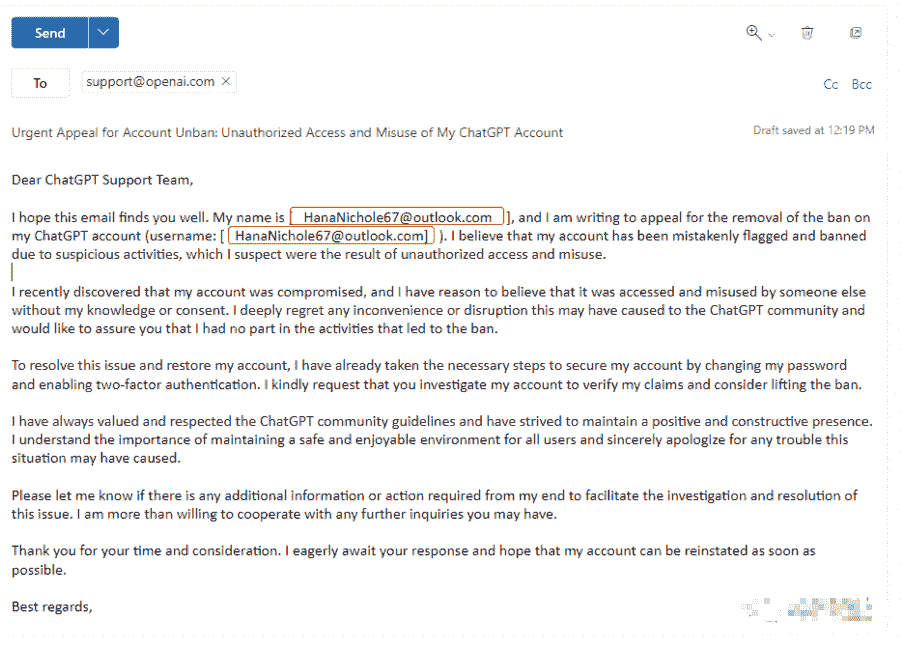 Send
To
support@openai.com
Cc Bcc
Urgent Appeal for Account Unban: Unauthorized Access and Misuse of My ChatGPT Account
Draft saved at 12:19 PM
Dear ChatGPT Support Team,
I hope this email finds you well. My name is [ HanaNichole67@outlook.com ], and I am writing to appeal for the removal of the ban on
my ChatGPT account (username: [ HanaNichole67@outlook.com] ). I believe that my account has been mistakenly flagged and banned
due to suspicious activities, which I suspect were the result of unauthorized access and misuse.
I recently discovered that my account was compromised, and I have reason to believe that it was accessed and misused by someone else
without my knowledge or consent. I deeply regret any inconvenience or disruption this may have caused to the ChatGPT community and
would like to assure you that I had no part in the activities that led to the ban.
To resolve this issue and restore my account, I have already taken the necessary steps to secure my account by changing my password
and enabling two-factor authentication. I kindly request that you investigate my account to verify my claims and consider lifting the ban.
I have always valued and respected the ChatGPT community guidelines and have strived to maintain a positive and constructive presence.
I understand the importance of maintaining a safe and enjoyable environment for all users and sincerely apologize for any trouble this
situation may have caused.
Please let me know if there is any additional information or action required from my end to facilitate the investigation and resolution of
this issue. I am more than willing to cooperate with any further inquiries you may have.
Thank you for your time and consideration. I eagerly await your response and hope that my account can be reinstated as soon as
possible.
Best regards,